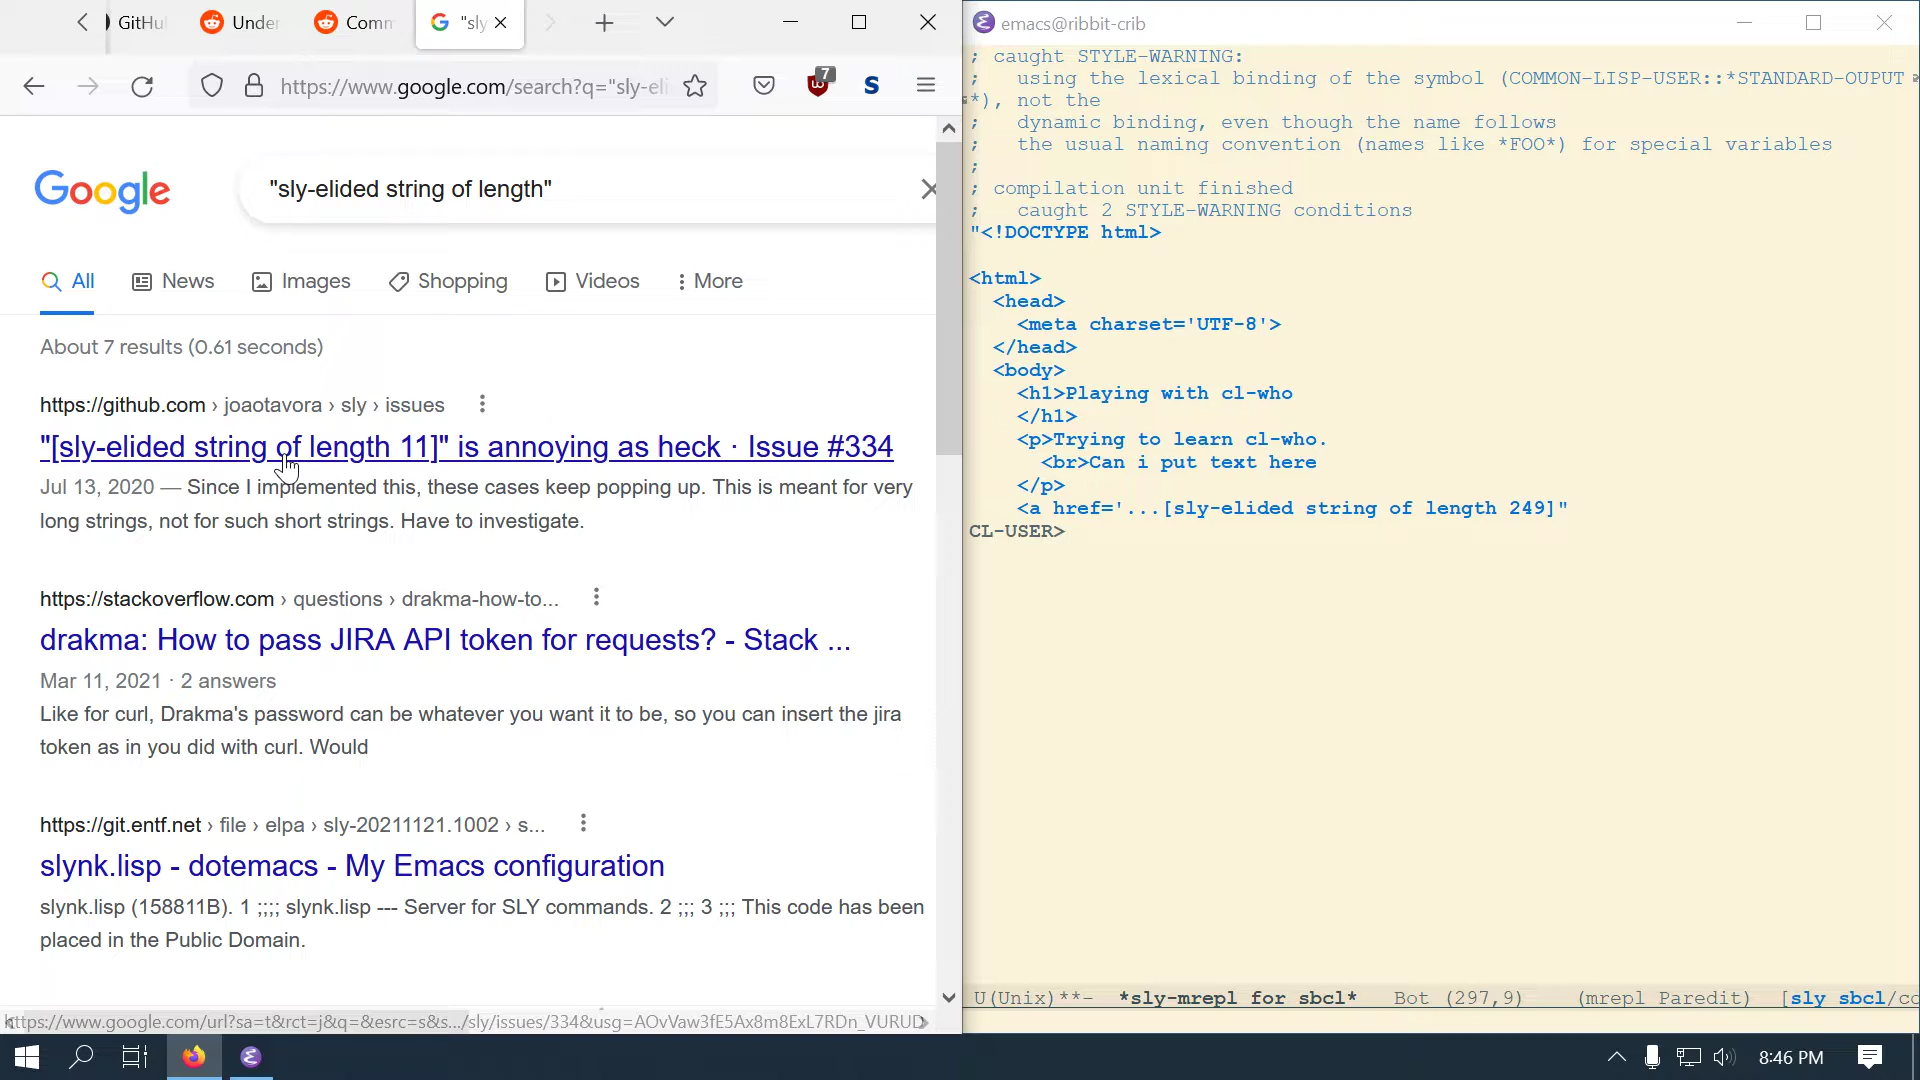 GitHu
Under
Comm
"sly
https://www.google.com/search?q="sly-eli
7
S
Google
"sly-elided string of length"
All
News
Images
Shopping
Videos
More
About 7 results (0.61 seconds)
https://github.com › joaotavora › sly › issues
"[sly-elided string of length 11]" is annoying as heck · Issue #334
Jul 13, 2020 — Since I implemented this, these cases keep popping up. This is meant for very
long strings, not for such short strings. Have to investigate.
https://stackoverflow.com › questions › drakma-how-to...
drakma: How to pass JIRA API token for requests? - Stack ...
Mar 11, 2021 · 2 answers
Like for curl, Drakma's password can be whatever you want it to be, so you can insert the jira
token as in you did with curl. Would
https://git.entf.net › file › elpa › sly-20211121.1002 › s...
slynk.lisp - dotemacs - My Emacs configuration
slynk.lisp (158811B). 1 ;;;; slynk.lisp --- Server for SLY commands. 2 ;;; 3 ;;; This code has been
placed in the Public Domain.
https://www.google.com/url?sa=t&rct=j&q=&esrc=s&s.../sly/issues/334&usg=AOvVaw3fE5Ax8m8ExL7RDn_VURUD
emacs@ribbit-crib
; caught STYLE-WARNING:
;   using the lexical binding of the symbol (COMMON-LISP-USER::*STANDARD-OUPUT
*), not the
;   dynamic binding, even though the name follows
;   the usual naming convention (names like *FOO*) for special variables
;
; compilation unit finished
;   caught 2 STYLE-WARNING conditions
"<!DOCTYPE html>
<html>
  <head>
    <meta charset='UTF-8'>
  </head>
  <body>
    <h1>Playing with cl-who
    </h1>
    <p>Trying to learn cl-who.
      <br>Can i put text here
    </p>
    <a href='...[sly-elided string of length 249]"
CL-USER>
U(Unix)**-  *sly-mrepl for sbcl*   Bot (297,9)    (mrepl Paredit)  [sly sbcl/co
8:46 PM